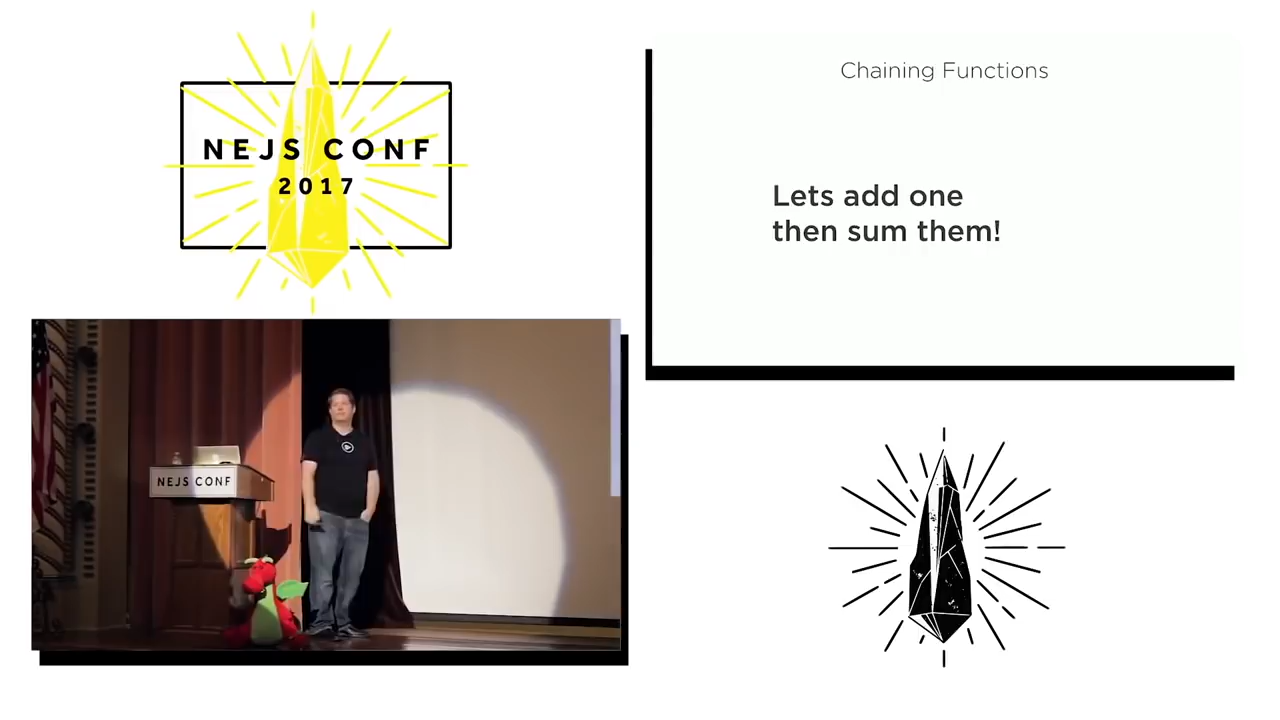 NEJS CONF
2017
Chaining Functions
Lets add one
then sum them!
NEJS CONF